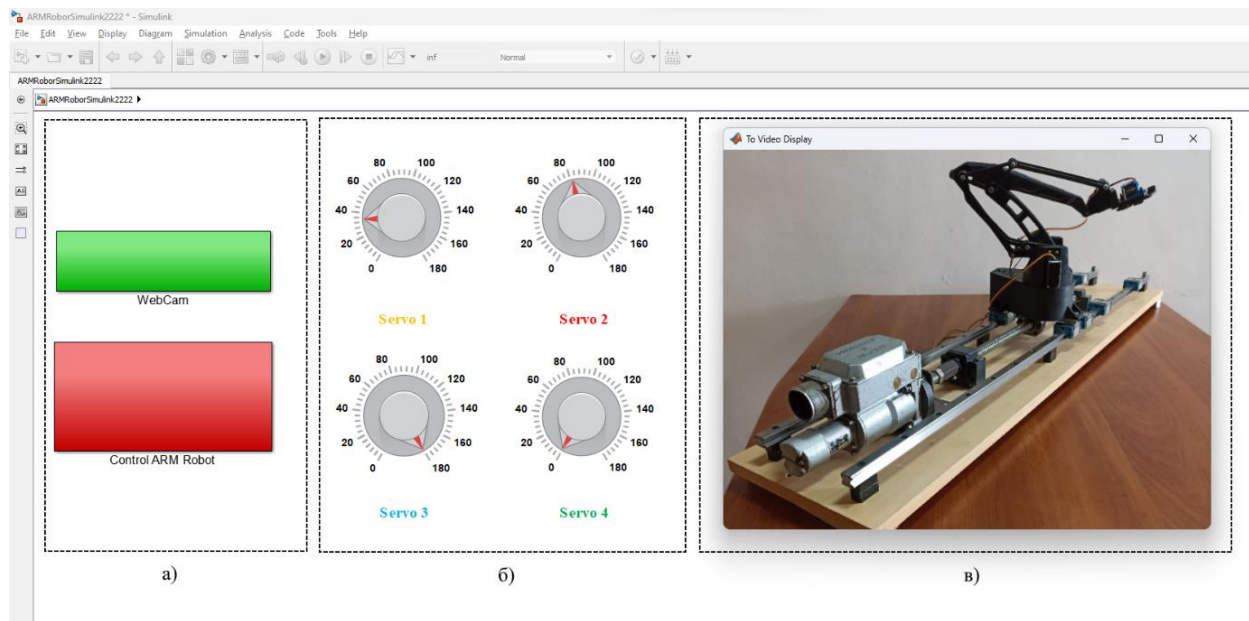 ARMRoborSimulink2222 * - Simulink
File Edit View Display Diagram Simulation Analysis Code Tools Help
inf Normal
ARMRoborSimulink2222
ARMRoborSimulink2222
WebCam
Control ARM Robot
0 20 40 60 80 100 120 140 160 180
Servo 1
0 20 40 60 80 100 120 140 160 180
Servo 2
0 20 40 60 80 100 120 140 160 180
Servo 3
0 20 40 60 80 100 120 140 160 180
Servo 4
To Video Display
а)
б)
в)